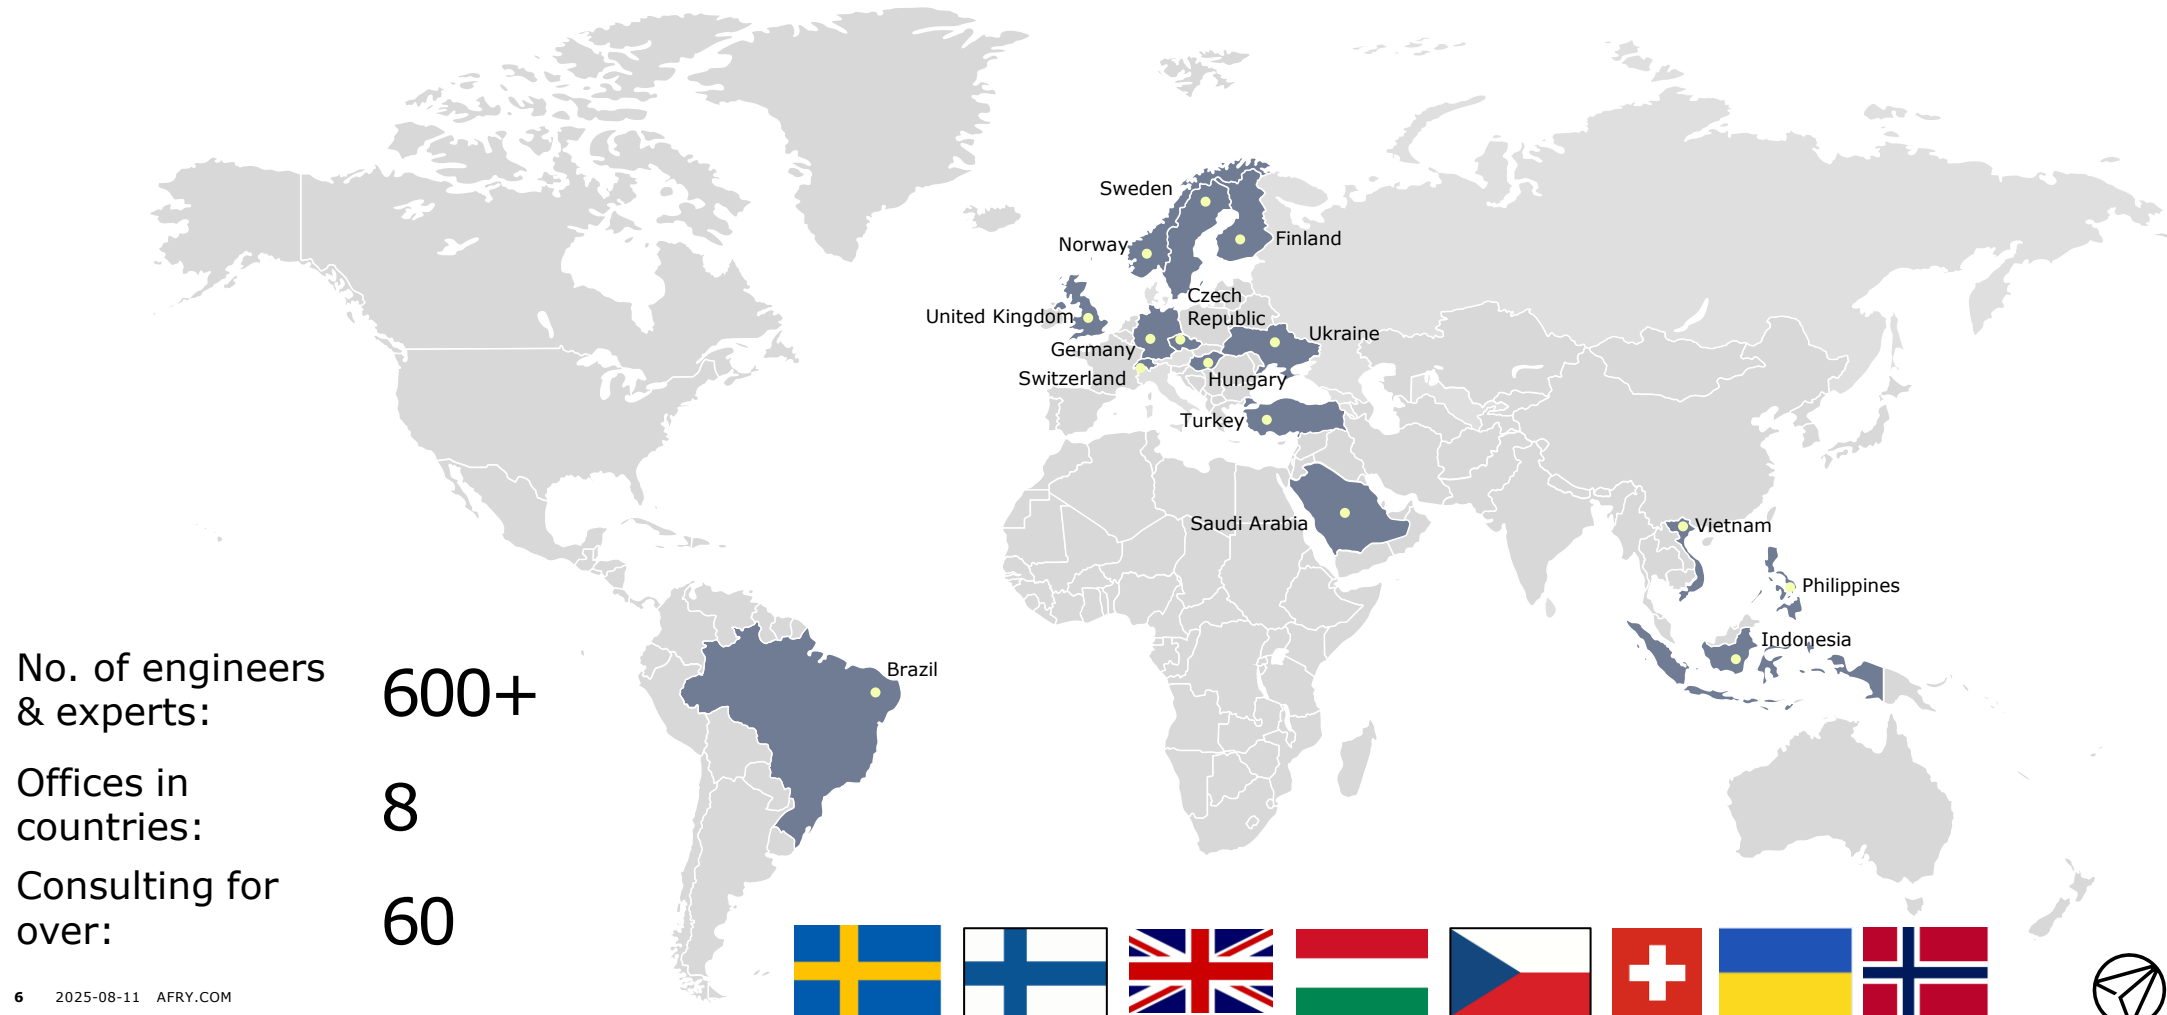 Sweden
Norway
Finland
Czech
Republic
United Kingdom
Ukraine
Germany
Switzerland
Hungary
Turkey
Saudi Arabia
Vietnam
Philippines
Indonesia
Brazil
No. of engineers
& experts:
600+
Offices in
countries:
8
Consulting for
over:
60
6 2025-08-11 AFRY.COM